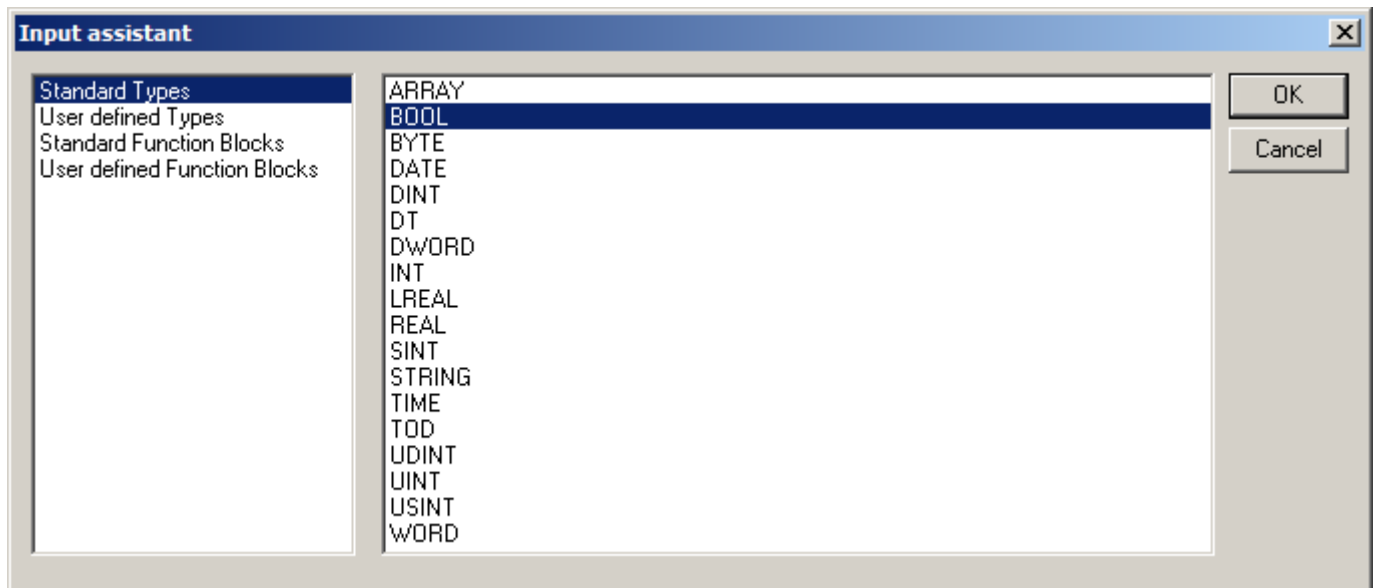 Input assistant
Standard Types
User defined Types
Standard Function Blocks
User defined Function Blocks
ARRAY
BOOL
BYTE
DATE
DINT
DT
DWORD
INT
LREAL
REAL
SINT
STRING
TIME
TOD
UDINT
UINT
USINT
WORD
OK
Cancel